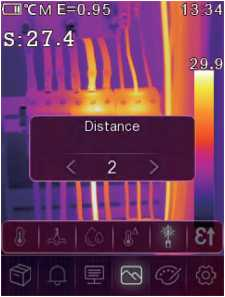 ℃ M E=0.95 13:34
S:27.4
29.9
Distance
< 2 >
ε↑